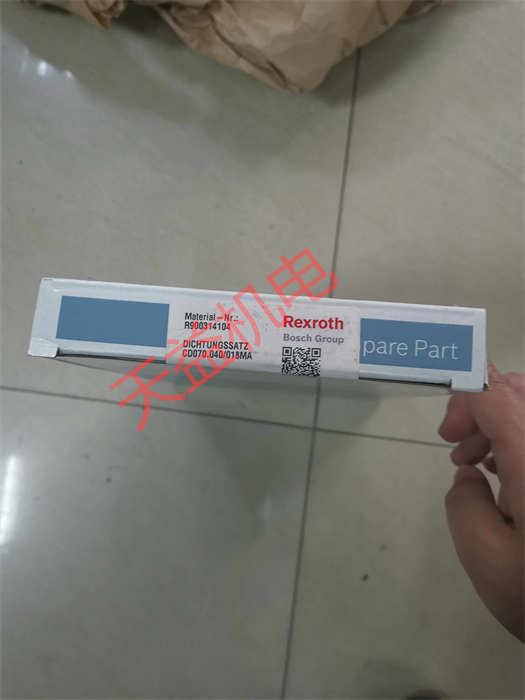 Material-Nr.:
R900314104
DICHTUNGSSATZ
CD070.040/018MA
Rexroth
Bosch Group
pare Part
天益机电